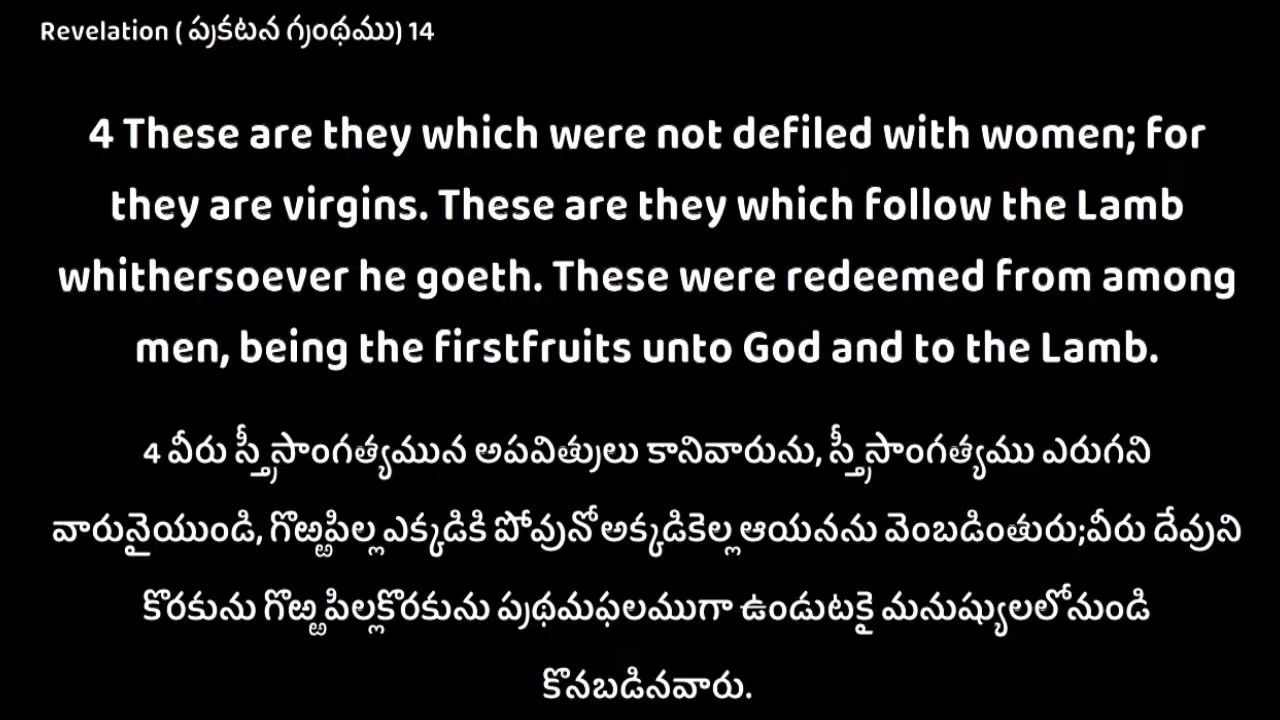 Revelation ( ప్రకటన గ్రంథము) 14
4 These are they which were not defiled with women; for
they are virgins. These are they which follow the Lamb
whithersoever he goeth. These were redeemed from among
men, being the firstfruits unto God and to the Lamb.
4 వీరు స్త్రీసాంగత్యమున అపవిత్రులు కానివారును, స్త్రీసాంగత్యము ఎరుగని
వారునైయుండి, గొఱ్ఱపిల్ల ఎక్కడికి పోవునో అక్కడికెల్ల ఆయనను వెంబడింతురు;వీరు దేవుని
కొరకును గొఱ్ఱ పిల్లకొరకును ప్రథమఫలముగా ఉండుటకై మనుష్యులలోనుండి
కొనబడినవారు.